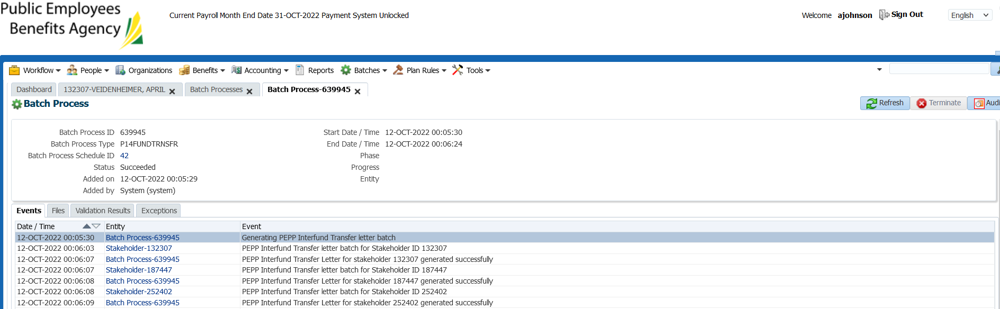 Public Employees
Benefits Agency
Current Payroll Month End Date 31-OCT-2022 Payment System Unlocked
Welcome ajohnson Sign Out English
Workflow People Organizations Benefits Accounting Reports Batches Plan Rules Tools
Dashboard 132307-VEIDENHEIMER, APRIL Batch Processes Batch Process-639945
Batch Process
Refresh Terminate Audi
Batch Process ID 639945 Start Date / Time 12-OCT-2022 00:05:30
Batch Process Type P14FUNDTRNSFR End Date / Time 12-OCT-2022 00:06:24
Batch Process Schedule ID 42 Phase
Status Succeeded Progress
Added on 12-OCT-2022 00:05:29 Entity
Added by System (system)
Events Files Validation Results Exceptions
Date / Time Entity Event
12-OCT-2022 00:05:30 Batch Process-639945 Generating PEPP Interfund Transfer letter batch
12-OCT-2022 00:06:03 Stakeholder-132307 PEPP Interfund Transfer letter batch for Stakeholder ID 132307
12-OCT-2022 00:06:07 Batch Process-639945 PEPP Interfund Transfer Letter for stakeholder 132307 generated successfully
12-OCT-2022 00:06:07 Stakeholder-187447 PEPP Interfund Transfer letter batch for Stakeholder ID 187447
12-OCT-2022 00:06:08 Batch Process-639945 PEPP Interfund Transfer Letter for stakeholder 187447 generated successfully
12-OCT-2022 00:06:08 Stakeholder-252402 PEPP Interfund Transfer letter batch for Stakeholder ID 252402
12-OCT-2022 00:06:09 Batch Process-639945 PEPP Interfund Transfer Letter for stakeholder 252402 generated successfully